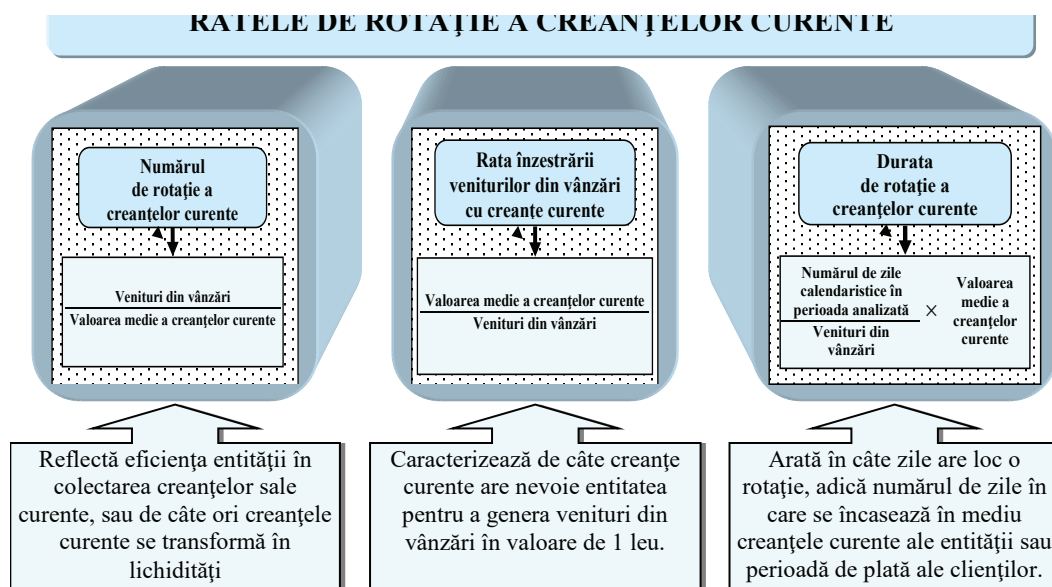 RATELE DE ROTAŢIE A CREANŢELOR CURENTE
Numărul
de rotaţie a
creanţelor curente
Venituri din vânzări
Valoarea medie a creanţelor curente
Reflectă eficienţa entităţii în
colectarea creanţelor sale
curente, sau de câte ori creanţele
curente se transformă în
lichidităţi
Rata înzestrării
veniturilor din vânzări
cu creanţe curente
Valoarea medie a creanţelor curente
Venituri din vânzări
Caracterizează de câte creanţe
curente are nevoie entitatea
pentru a genera venituri din
vânzări în valoare de 1 leu.
Durata
de rotaţie a
creanţelor curente
Numărul de zile
calendaristice în
perioada analizată
Venituri din
vânzări
×
Valoarea
medie a
creanţelor
curente
Arată în câte zile are loc o
rotaţie, adică numărul de zile în
care se încasează în mediu
creanţele curente ale entităţii sau
perioadă de plată ale clienţilor.